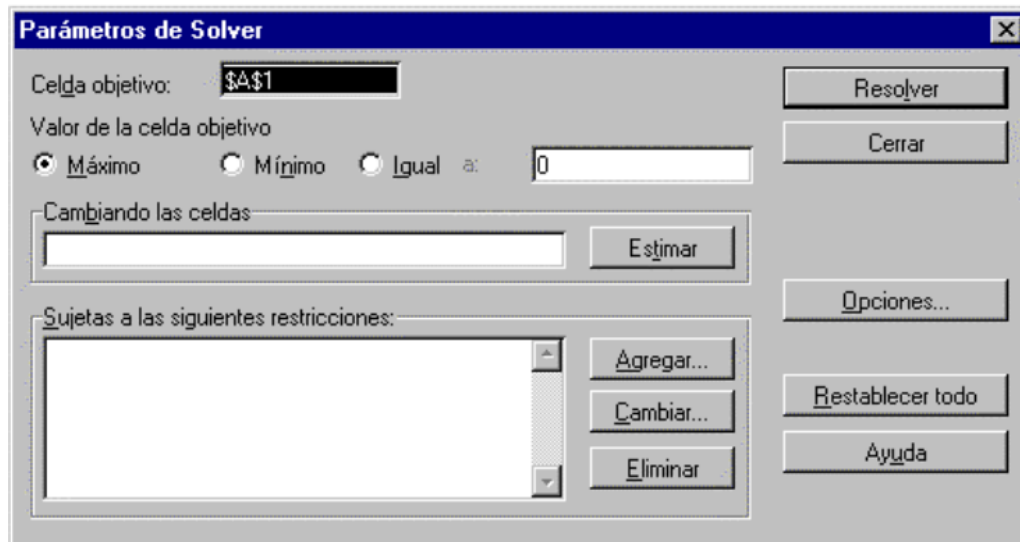 Parámetros de Solver
Celda objetivo: $A$1
Resolver
Valor de la celda objetivo
Cerrar
Máximo Mínimo Igual a: 0
Cambiando las celdas
Estimar
Opciones...
Sujetas a las siguientes restricciones:
Agregar...
Restablecer todo
Cambiar...
Ayuda
Eliminar